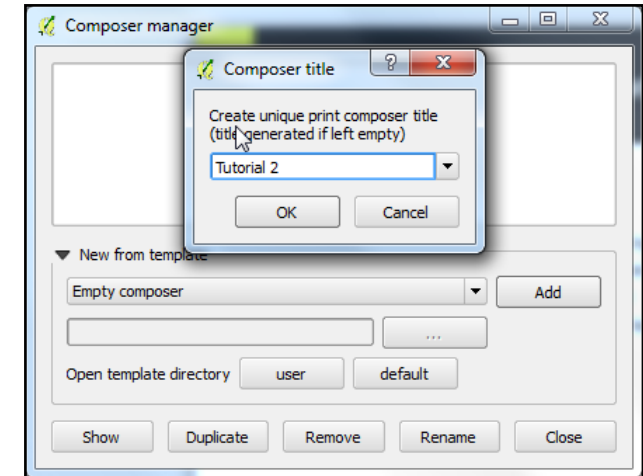 Composer manager
Composer title
Create unique print composer title
(title generated if left empty)
Tutorial 2
OK Cancel
New from template
Empty composer Add
...
Open template directory user default
Show Duplicate Remove Rename Close